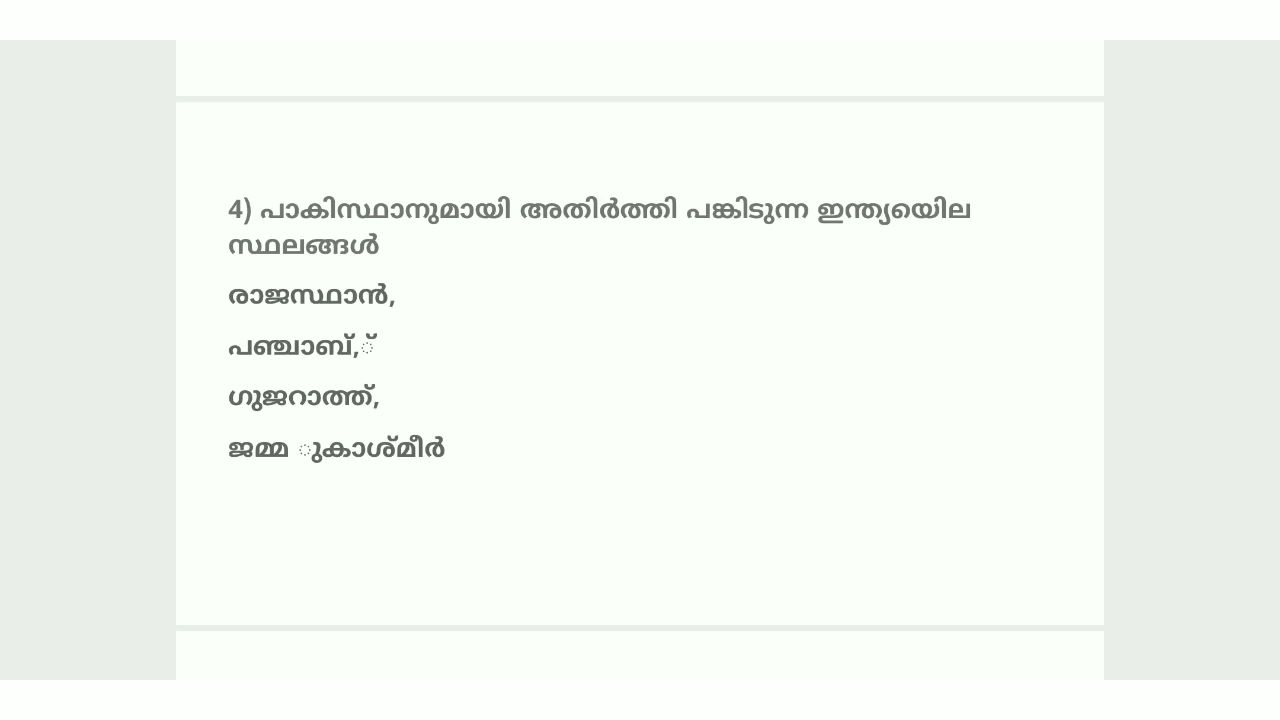 4) പാകിസ്ഥാനുമായി അതിർത്തി പങ്കിടുന്ന ഇന്ത്യയിെല
സ്ഥലങ്ങൾ
രാജസ്ഥാൻ,
പഞ്ചാബ്,്
ഗുജറാത്ത്,
ജമ്മ ുകാശ്മീർ